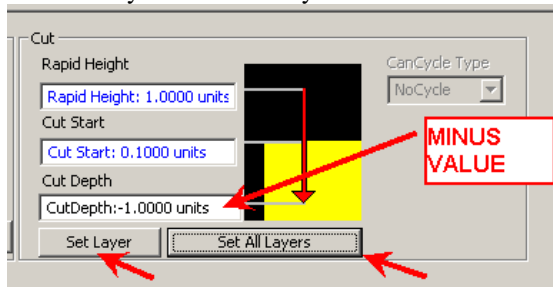 Cut
Rapid Height
CanCycle Type
Rapid Height: 1.0000 units
NoCycle
Cut Start
Cut Start: 0.1000 units
MINUS
VALUE
Cut Depth
CutDepth:-1.0000 units
Set Layer
Set All Layers